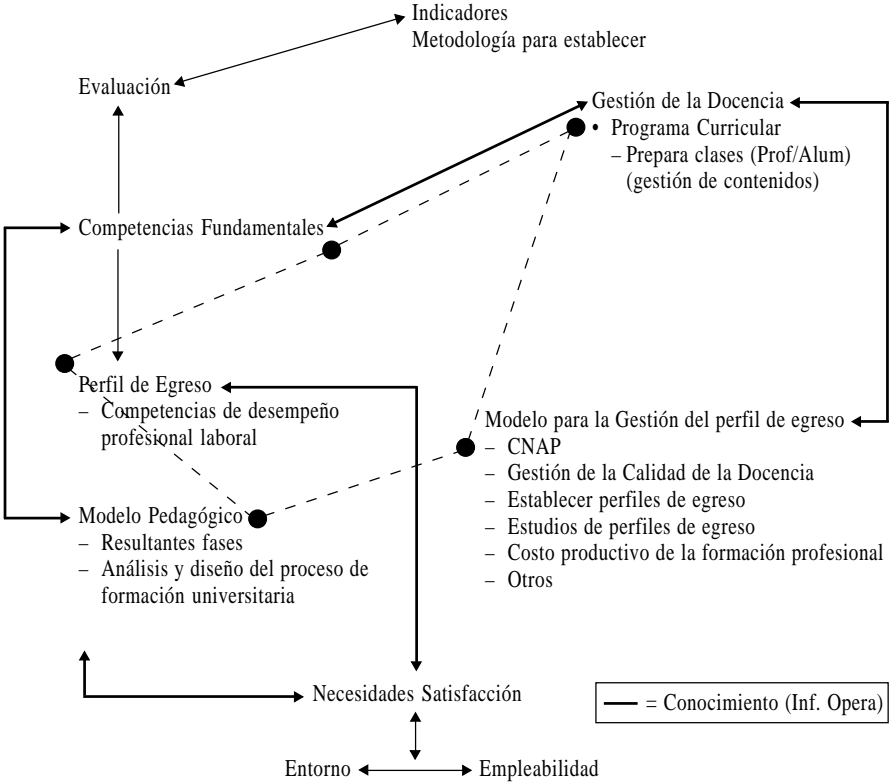 Indicadores
Metodología para establecer
Evaluación
Gestión de la Docencia
• Programa Curricular
– Prepara clases (Prof/Alum)
(gestión de contenidos)
Competencias Fundamentales
Perfil de Egreso
– Competencias de desempeño
profesional laboral
Modelo para la Gestión del perfil de egreso
– CNAP
– Gestión de la Calidad de la Docencia
– Establecer perfiles de egreso
– Estudios de perfiles de egreso
– Costo productivo de la formación profesional
– Otros
Modelo Pedagógico
– Resultantes fases
– Análisis y diseño del proceso de
formación universitaria
Necesidades Satisfacción
= Conocimiento (Inf. Opera)
Entorno
Empleabilidad